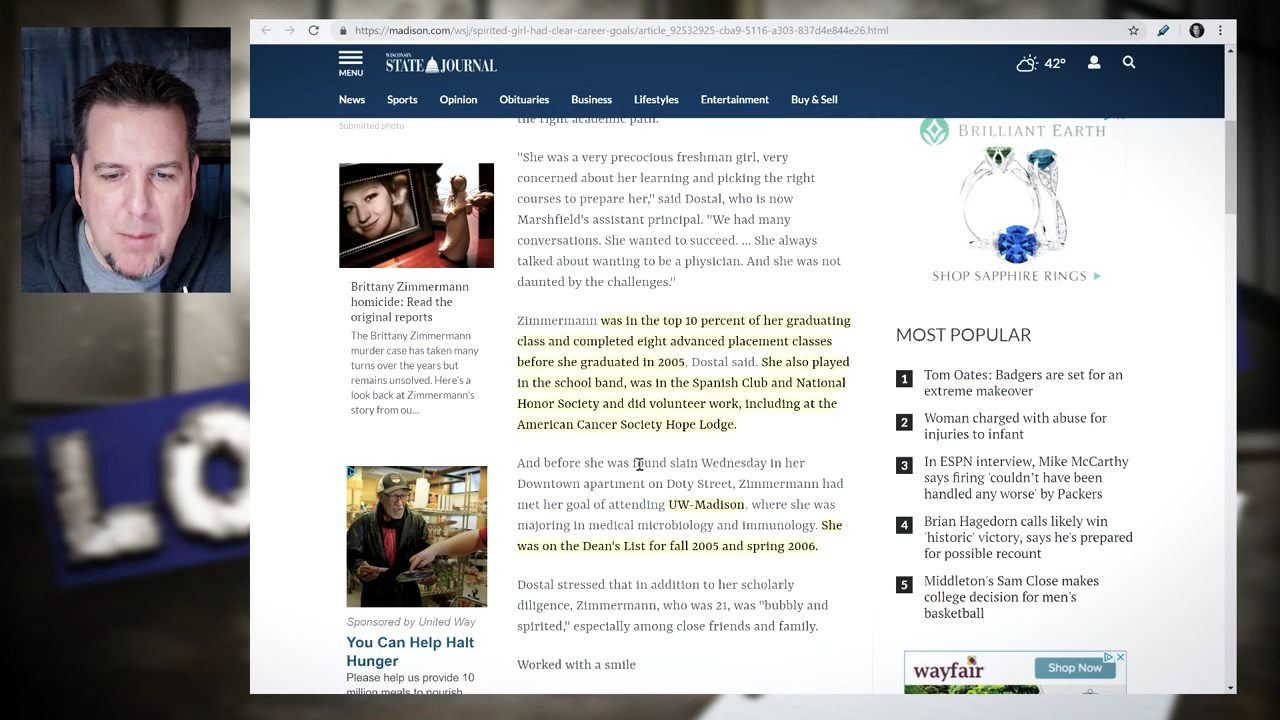 https://madison.com/wsj/spirited-girl-had-clear-career-goals/article_92532925-cba9-5116-a303-837d4e844e26.html
MENU
WISCONSIN
STATE JOURNAL
42°
News
Sports
Opinion
Obituaries
Business
Lifestyles
Entertainment
Buy & Sell
Submitted photo
Brittany Zimmermann
homicide: Read the
original reports
The Brittany Zimmermann
murder case has taken many
turns over the years but
remains unsolved. Here's a
look back at Zimmermann's
story from ou...
Sponsored by United Way
You Can Help Halt
Hunger
Please help us provide 10
million meals to nourish
the right academic path.
"She was a very precocious freshman girl, very
concerned about her learning and picking the right
courses to prepare her," said Dostal, who is now
Marshfield's assistant principal. "We had many
conversations. She wanted to succeed. ... She always
talked about wanting to be a physician. And she was not
daunted by the challenges."
Zimmermann was in the top 10 percent of her graduating
class and completed eight advanced placement classes
before she graduated in 2005, Dostal said. She also played
in the school band, was in the Spanish Club and National
Honor Society and did volunteer work, including at the
American Cancer Society Hope Lodge.
And before she was found slain Wednesday in her
Downtown apartment on Doty Street, Zimmermann had
met her goal of attending UW-Madison, where she was
majoring in medical microbiology and immunology. She
was on the Dean's List for fall 2005 and spring 2006.
Dostal stressed that in addition to her scholarly
diligence, Zimmermann, who was 21, was "bubbly and
spirited," especially among close friends and family.
Worked with a smile
BRILLIANT EARTH
SHOP SAPPHIRE RINGS
MOST POPULAR
1 Tom Oates: Badgers are set for an
extreme makeover
2 Woman charged with abuse for
injuries to infant
3 In ESPN interview, Mike McCarthy
says firing 'couldn't have been
handled any worse' by Packers
4 Brian Hagedorn calls likely win
'historic' victory, says he's prepared
for possible recount
5 Middleton's Sam Close makes
college decision for men's
basketball
wayfair
Shop Now
LO